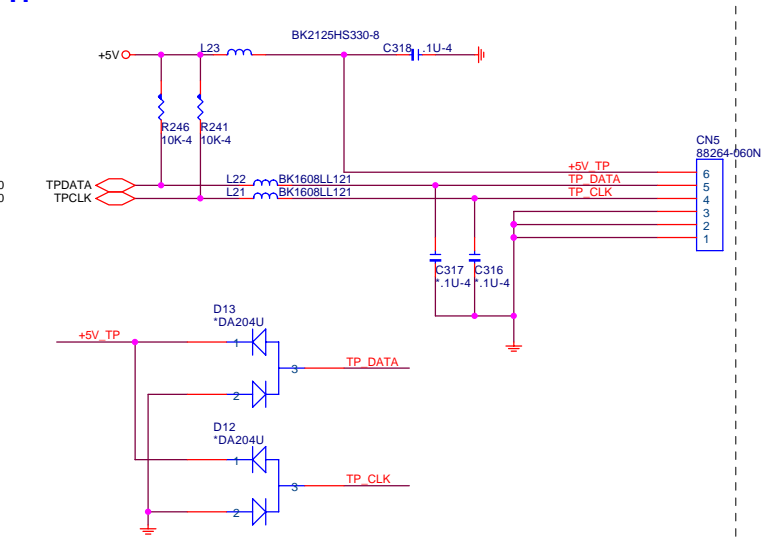 L23
BK2125HS330-8
C318 .1U-4
+5V
R246
10K-4
R241
10K-4
CN5
88264-060N
+5V_TP
6
0
TPDATA
L22
BK1608LL121
TP_DATA
5
0
TPCLK
L21
BK1608LL121
TP_CLK
4
3
2
1
C317
*.1U-4
C316
*.1U-4
D13
*DA204U
+5V_TP
1
3
TP_DATA
2
D12
*DA204U
1
3
TP_CLK
2